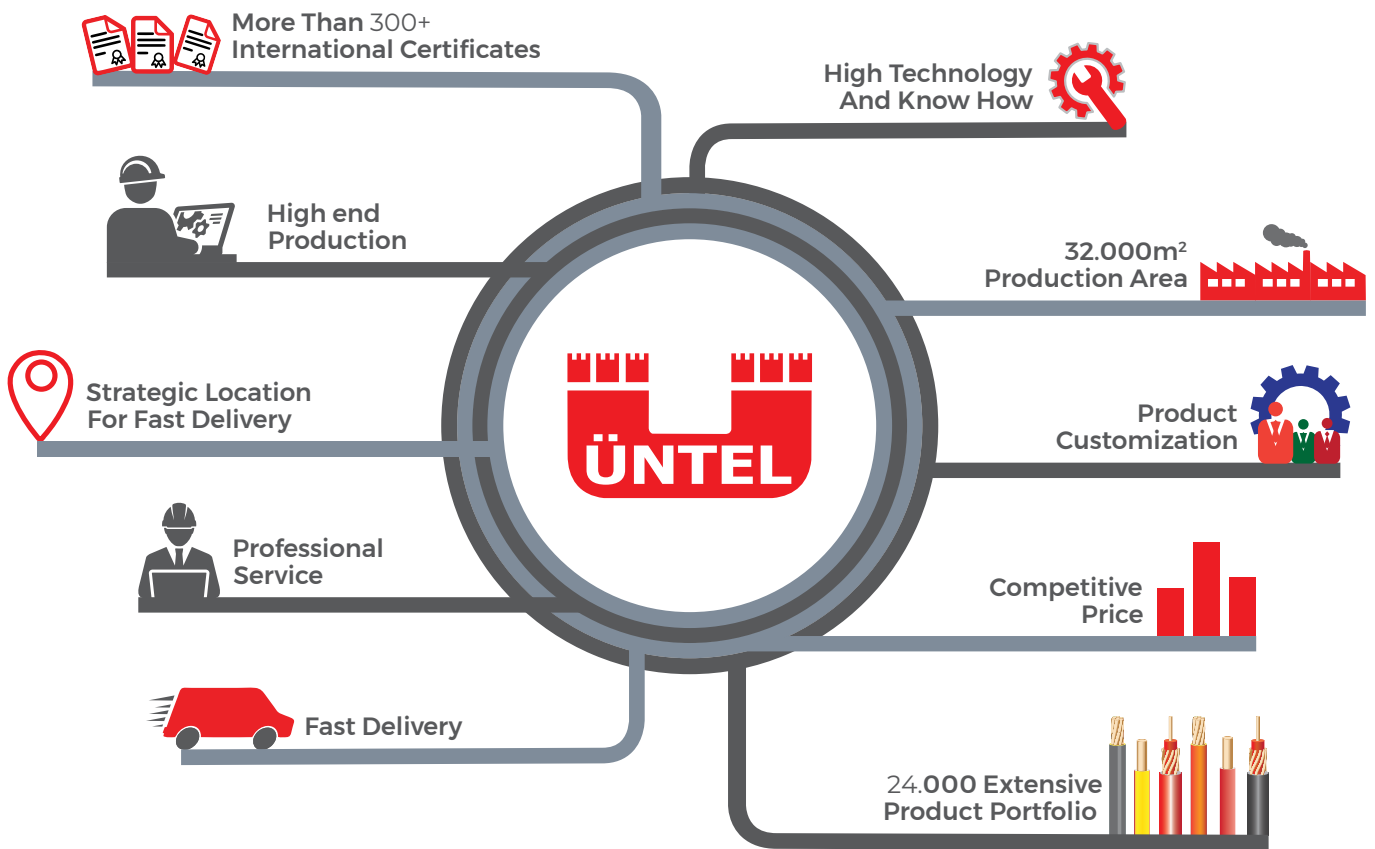 More Than 300+
International Certificates
High Technology
And Know How
High end
Production
32.000m²
Production Area
Strategic Location
For Fast Delivery
Product
Customization
ÜNTEL
Professional
Service
Competitive
Price
Fast Delivery
24.000 Extensive
Product Portfolio